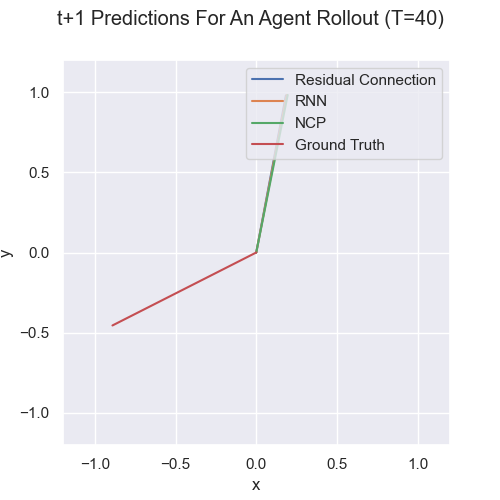 t+1 Predictions For An Agent Rollout (T=40)
Residual Connection
RNN
NCP
Ground Truth
1.0
0.5
0.0
−0.5
−1.0
y
−1.0 −0.5 0.0 0.5 1.0
x